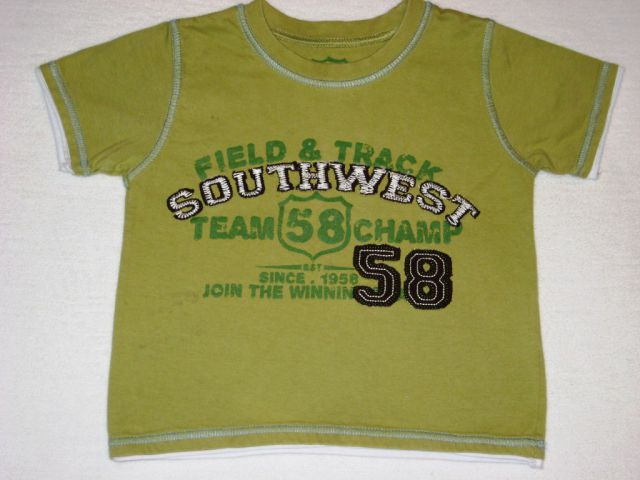 FIELD & TRACK
SOUTHWEST
TEAM 58 CHAMP
EST
SINCE . 1958
58
JOIN THE WINNIN